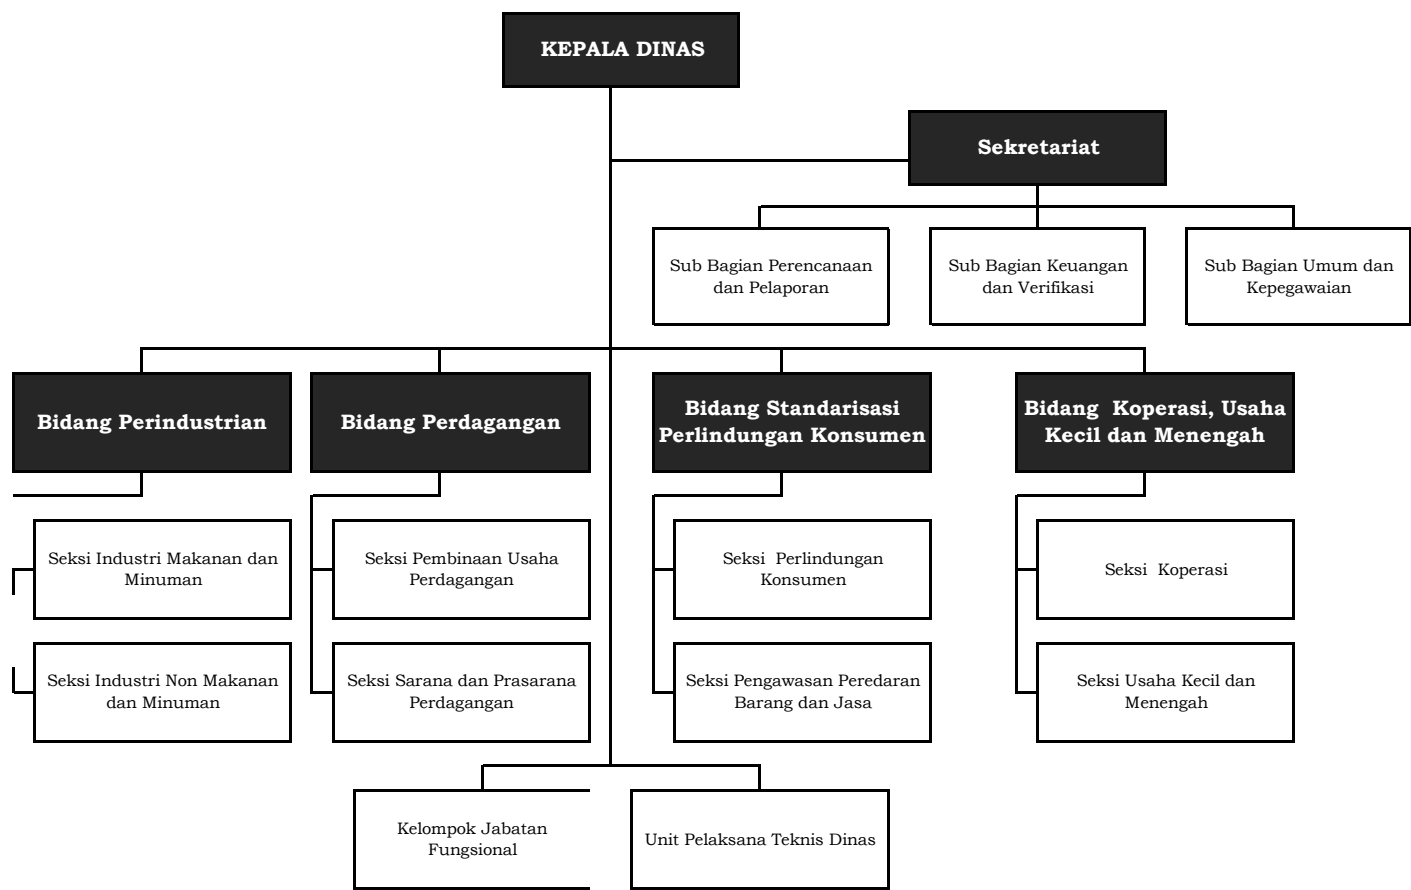 KEPALA DINAS
Sekretariat
Sub Bagian Perencanaan
dan Pelaporan
Sub Bagian Keuangan
dan Verifikasi
Sub Bagian Umum dan
Kepegawaian
Bidang Perindustrian
Bidang Perdagangan
Bidang Standarisasi
Perlindungan Konsumen
Bidang  Koperasi, Usaha
Kecil dan Menengah
Seksi Industri Makanan dan
Minuman
Seksi Pembinaan Usaha
Perdagangan
Seksi  Perlindungan
Konsumen
Seksi  Koperasi
Seksi Industri Non Makanan
dan Minuman
Seksi Sarana dan Prasarana
Perdagangan
Seksi Pengawasan Peredaran
Barang dan Jasa
Seksi Usaha Kecil dan
Menengah
Kelompok Jabatan
Fungsional
Unit Pelaksana Teknis Dinas